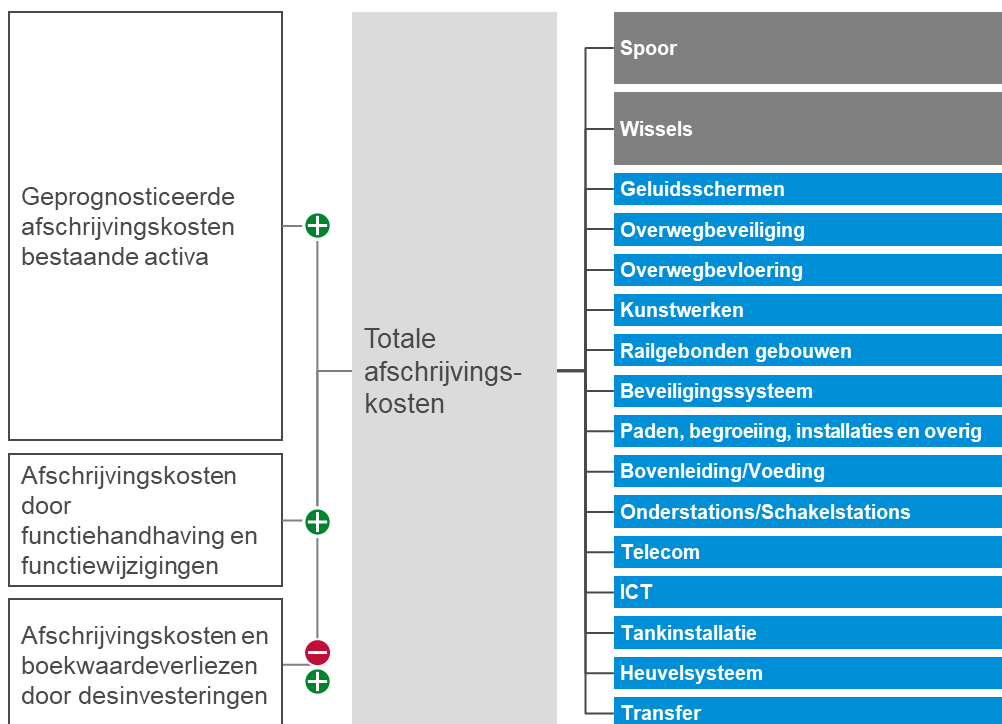 Geprognosticeerde
afschrijvingskosten
bestaande activa
Afschrijvingskosten
door
functiehandhaving en
functiewijzigingen
Afschrijvingskosten en
boekwaardeverliezen
door desinvesteringen
Totale
afschrijvings-
kosten
Spoor
Wissels
Geluidsschermen
Overwegbeveiliging
Overwegbevloering
Kunstwerken
Railgebonden gebouwen
Beveiligingssysteem
Paden, begroeiing, installaties en overig
Bovenleiding/Voeding
Onderstations/Schakelstations
Telecom
ICT
Tankinstallatie
Heuvelsysteem
Transfer